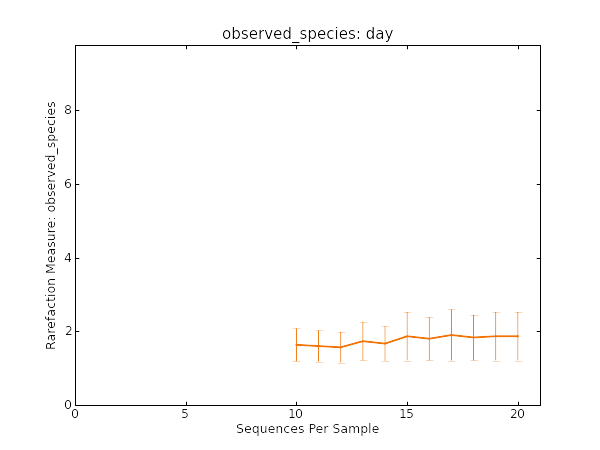 observed_species: day
Rarefaction Measure: observed_species
8
6
4
2
0
0 5 10 15 20
Sequences Per Sample